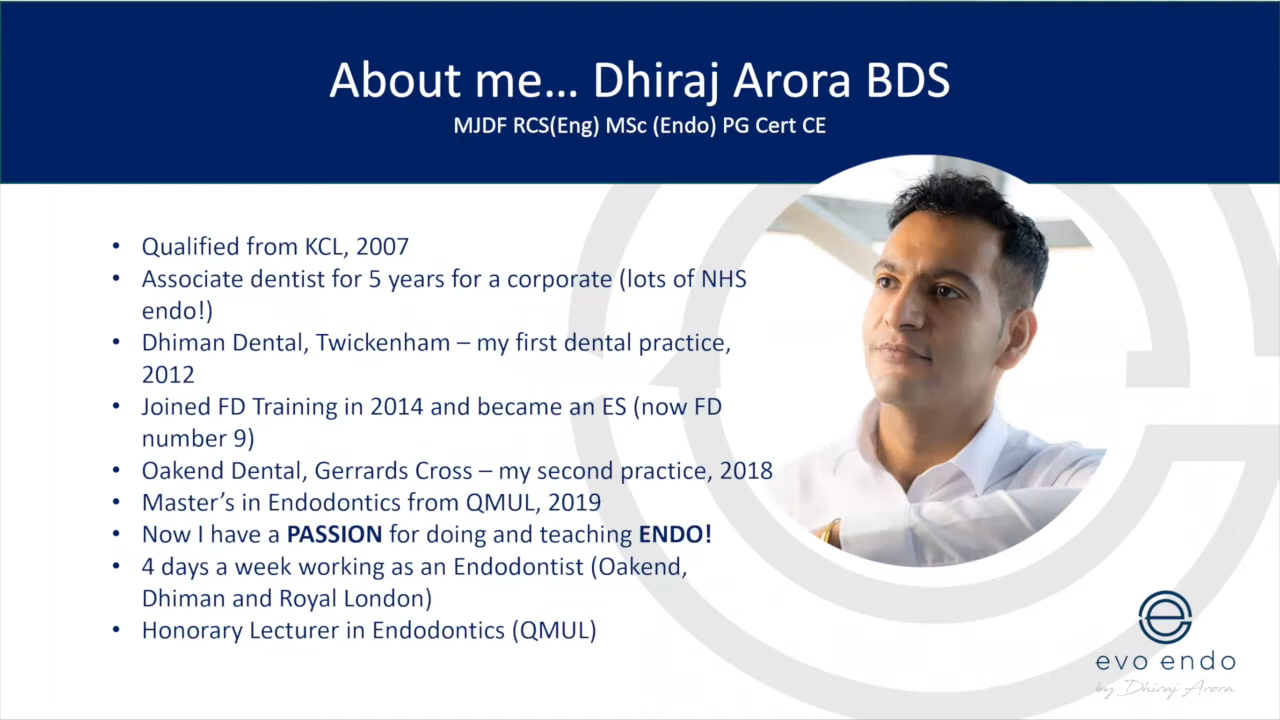 About me... Dhiraj Arora BDS
MJDF RCS(Eng) MSc (Endo) PG Cert CE
• Qualified from KCL, 2007
• Associate dentist for 5 years for a corporate (lots of NHS
endo!)
• Dhiman Dental, Twickenham – my first dental practice,
2012
• Joined FD Training in 2014 and became an ES (now FD
number 9)
• Oakend Dental, Gerrards Cross – my second practice, 2018
• Master’s in Endodontics from QMUL, 2019
• Now I have a PASSION for doing and teaching ENDO!
• 4 days a week working as an Endodontist (Oakend,
Dhiman and Royal London)
• Honorary Lecturer in Endodontics (QMUL)
evo endo
by Dhiraj Arora